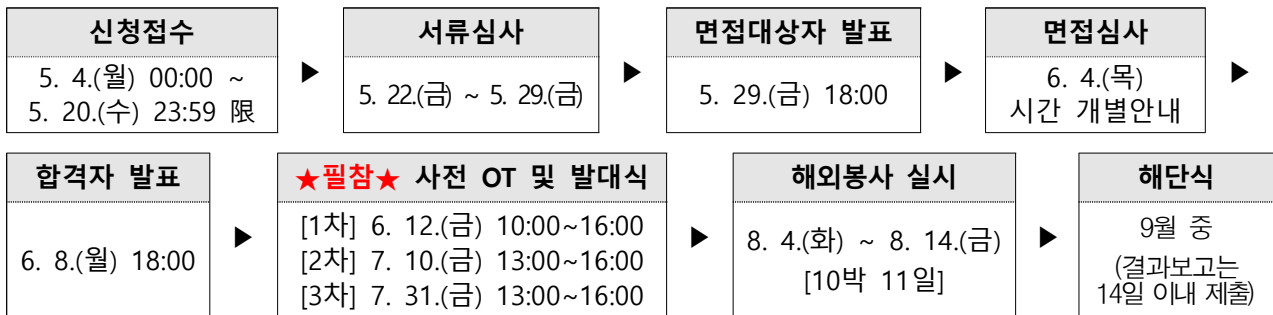 신청접수
5. 4.(월) 00:00 ~
5. 20.(수) 23:59 限
▶
서류심사
5. 22.(금) ~ 5. 29.(금)
▶
면접대상자 발표
5. 29.(금) 18:00
▶
면접심사
6. 4.(목)
시간 개별안내
▶
합격자 발표
6. 8.(월) 18:00
▶
★필참★ 사전 OT 및 발대식
[1차] 6. 12.(금) 10:00~16:00
[2차] 7. 10.(금) 13:00~16:00
[3차] 7. 31.(금) 13:00~16:00
▶
해외봉사 실시
8. 4.(화) ~ 8. 14.(금)
[10박 11일]
▶
해단식
9월 중
(결과보고는
14일 이내 제출)